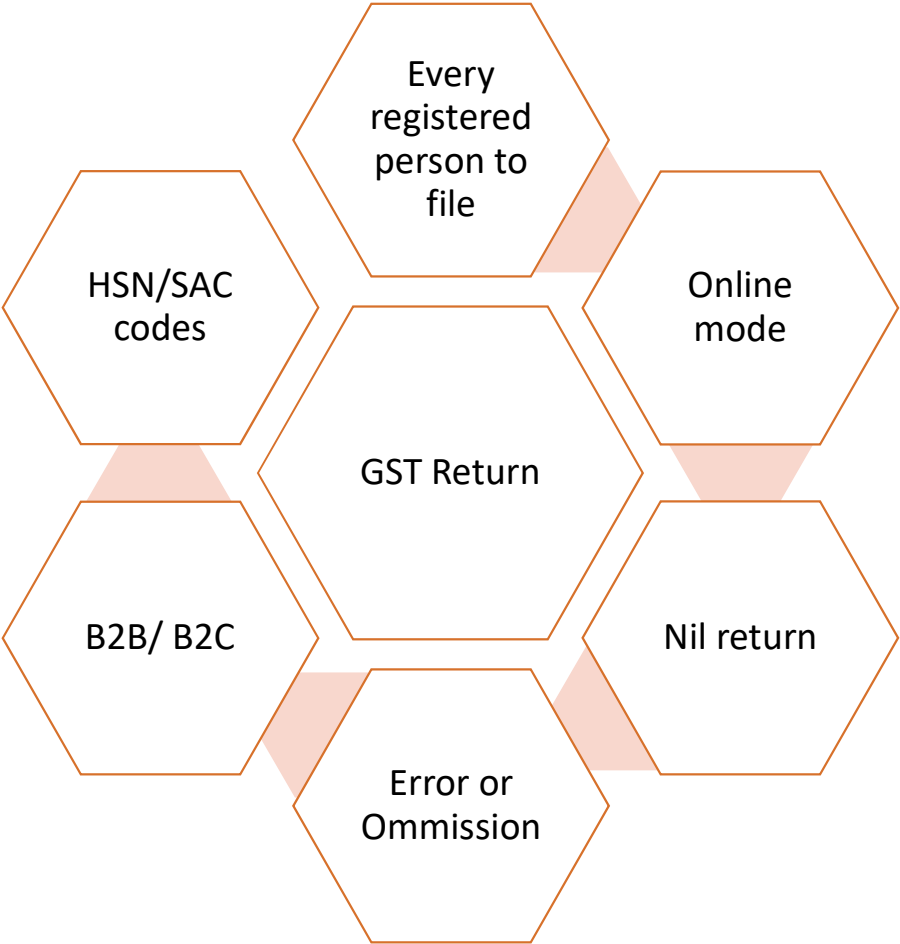 Every
registered
person to
file
HSN/SAC
codes
Online
mode
GST Return
B2B/ B2C
Nil return
Error or
Ommission